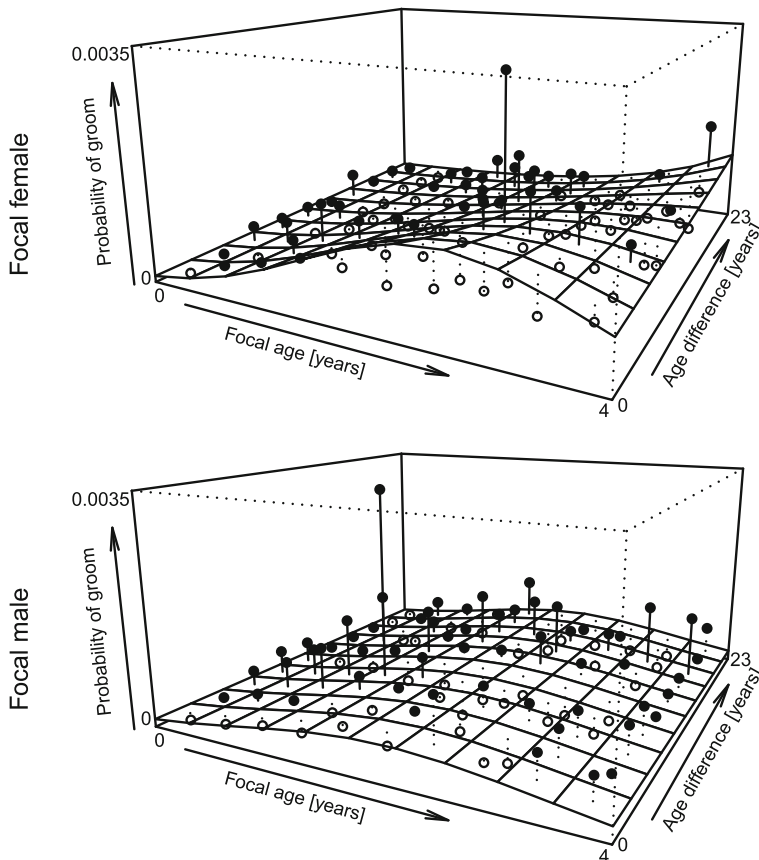 Focal female
0.0035
Probability of groom
0
0
Focal age [years]
4
0
Age difference [years]
23
Focal male
0.0035
Probability of groom
0
0
Focal age [years]
4
0
Age difference [years]
23